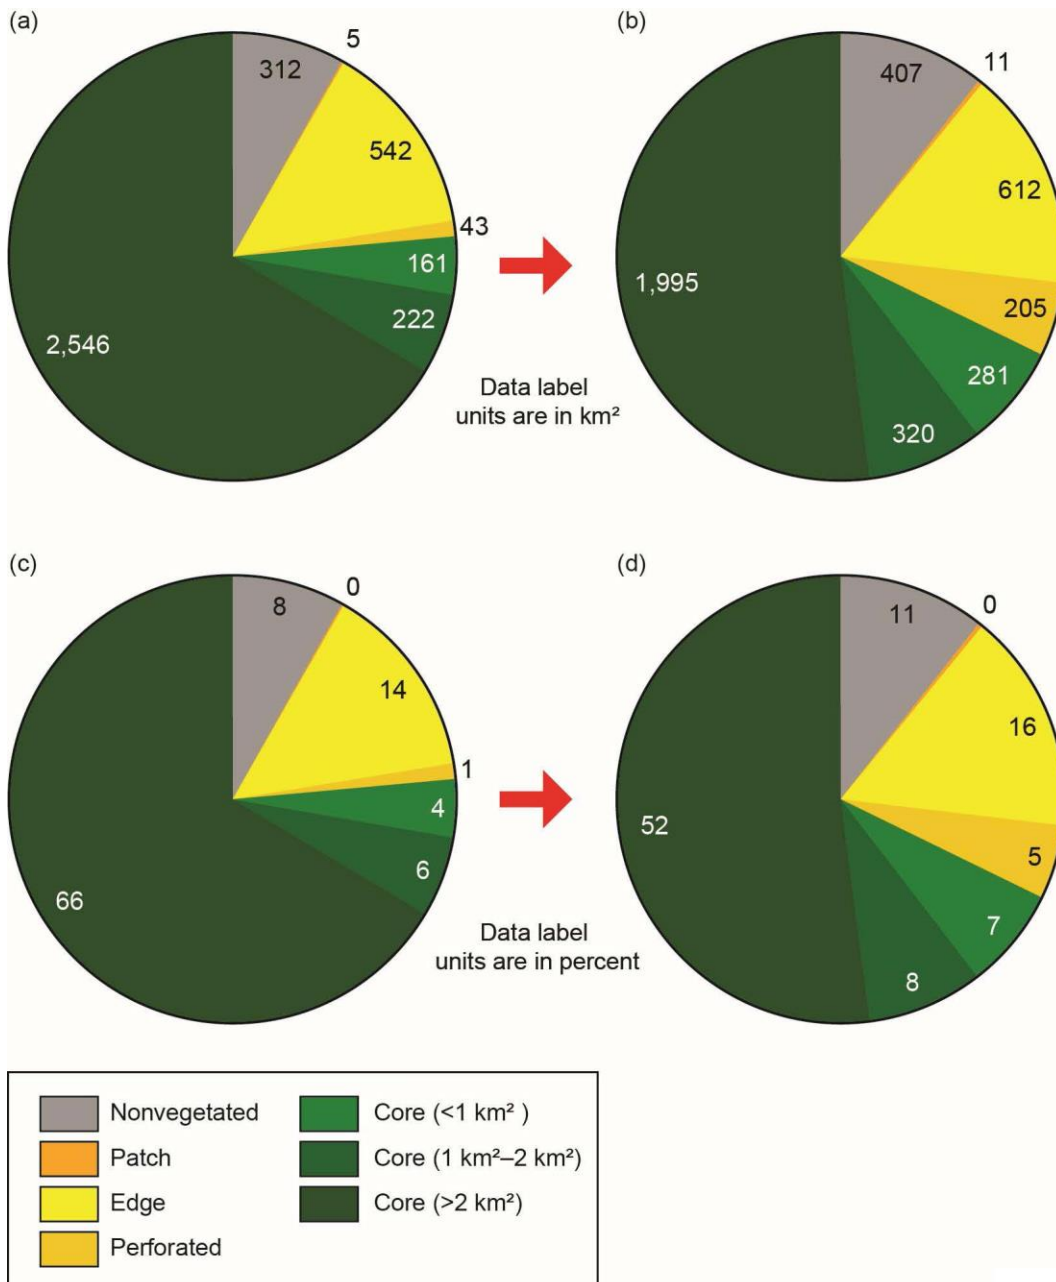 (a)
312
5
542
43
161
222
2,546
(b)
407
11
612
205
281
320
1,995
Data label
units are in km²
(c)
8
0
14
1
4
6
66
(d)
11
0
16
5
7
8
52
Data label
units are in percent
Nonvegetated
Patch
Edge
Perforated
Core (<1 km² )
Core (1 km²–2 km²)
Core (>2 km²)